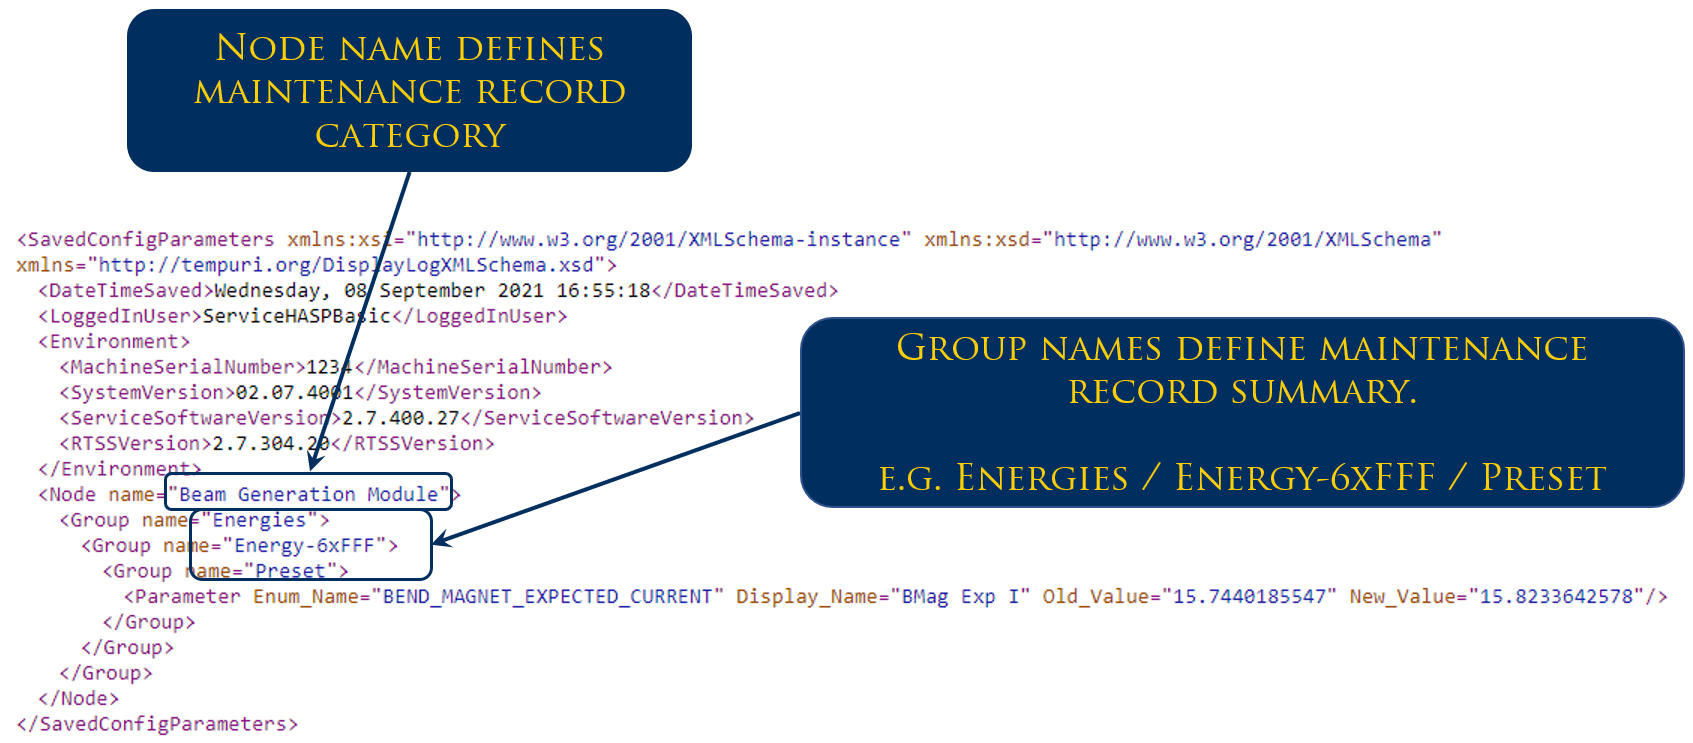 Node name defines
maintenance record
category
<SavedConfigParameters xmlns:xsi="http://www.w3.org/2001/XMLSchema-instance" xmlns:xsd="http://www.w3.org/2001/XMLSchema"
xmlns="http://tempuri.org/DisplayLogXMLSchema.xsd">
<DateTimeSaved>Wednesday, 08 September 2021 16:55:18</DateTimeSaved>
<LoggedInUser>ServiceHASPBasic</LoggedInUser>
<Environment>
<MachineSerialNumber>1234</MachineSerialNumber>
<SystemVersion>02.07.4001</SystemVersion>
<ServiceSoftwareVersion>2.7.400.27</ServiceSoftwareVersion>
<RTSSVersion>2.7.304.20</RTSSVersion>
</Environment>
<Node name="Beam Generation Module">
<Group name="Energies">
<Group name="Energy-6xFFF">
<Group name="Preset">
<Parameter Enum_Name="BEND_MAGNET_EXPECTED_CURRENT" Display_Name="BMag Exp I" Old_Value="15.7440185547" New_Value="15.8233642578"/>
</Group>
</Group>
</Group>
</Node>
</SavedConfigParameters>
Group names define maintenance
record summary.
e.g. Energies / Energy-6xFFF / Preset